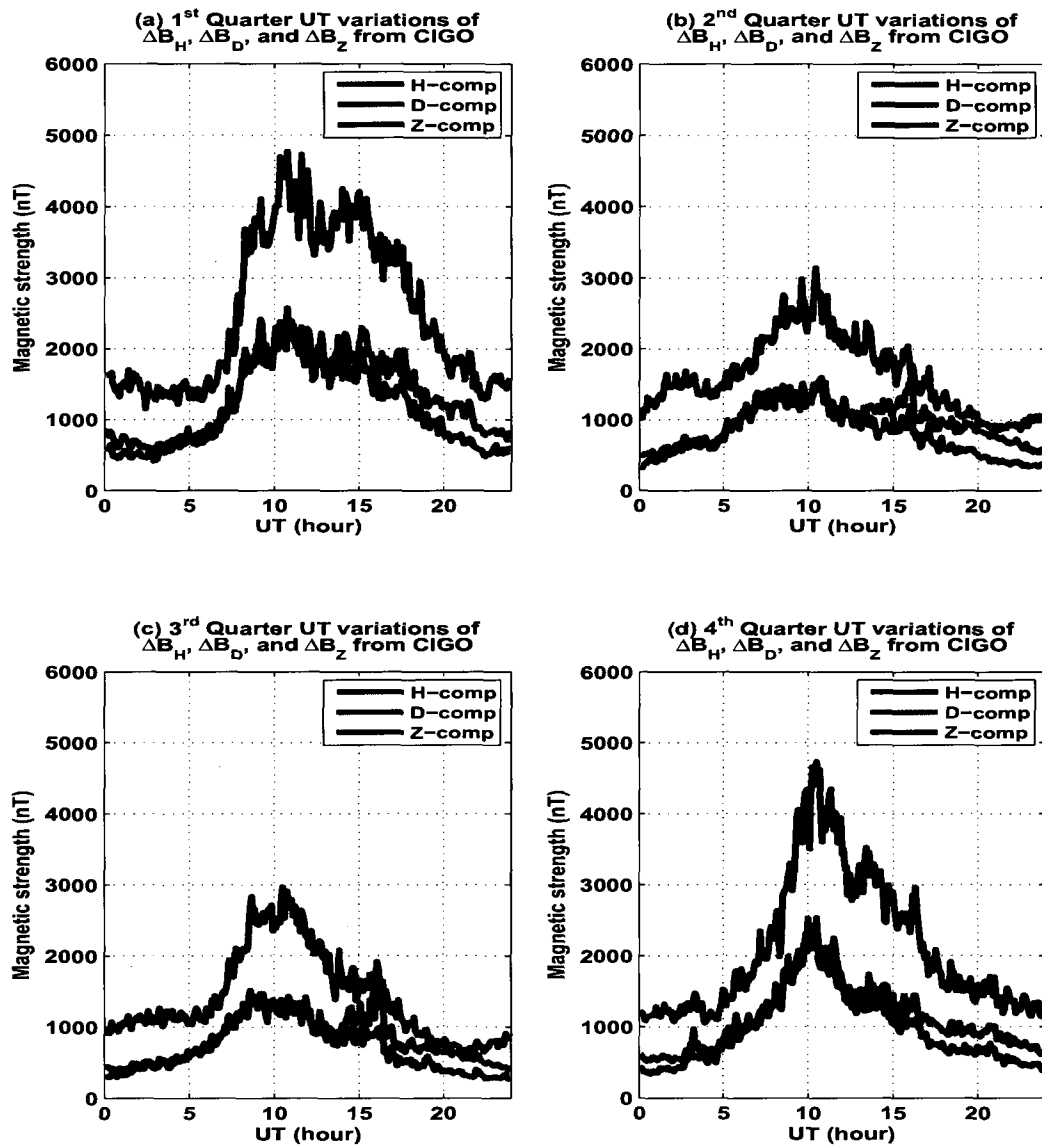 (a) 1st Quarter UT variations of
ΔBH, ΔBD, and ΔBZ from CIGO
6000
5000
4000
3000
2000
1000
0
Magnetic strength (nT)
H-comp
D-comp
Z-comp
0 5 10 15 20
UT (hour)
(b) 2nd Quarter UT variations of
ΔBH, ΔBD, and ΔBZ from CIGO
6000
5000
4000
3000
2000
1000
0
Magnetic strength (nT)
H-comp
D-comp
Z-comp
0 5 10 15 20
UT (hour)
(c) 3rd Quarter UT variations of
ΔBH, ΔBD, and ΔBZ from CIGO
6000
5000
4000
3000
2000
1000
0
Magnetic strength (nT)
H-comp
D-comp
Z-comp
0 5 10 15 20
UT (hour)
(d) 4th Quarter UT variations of
ΔBH, ΔBD, and ΔBZ from CIGO
6000
5000
4000
3000
2000
1000
0
Magnetic strength (nT)
H-comp
D-comp
Z-comp
0 5 10 15 20
UT (hour)